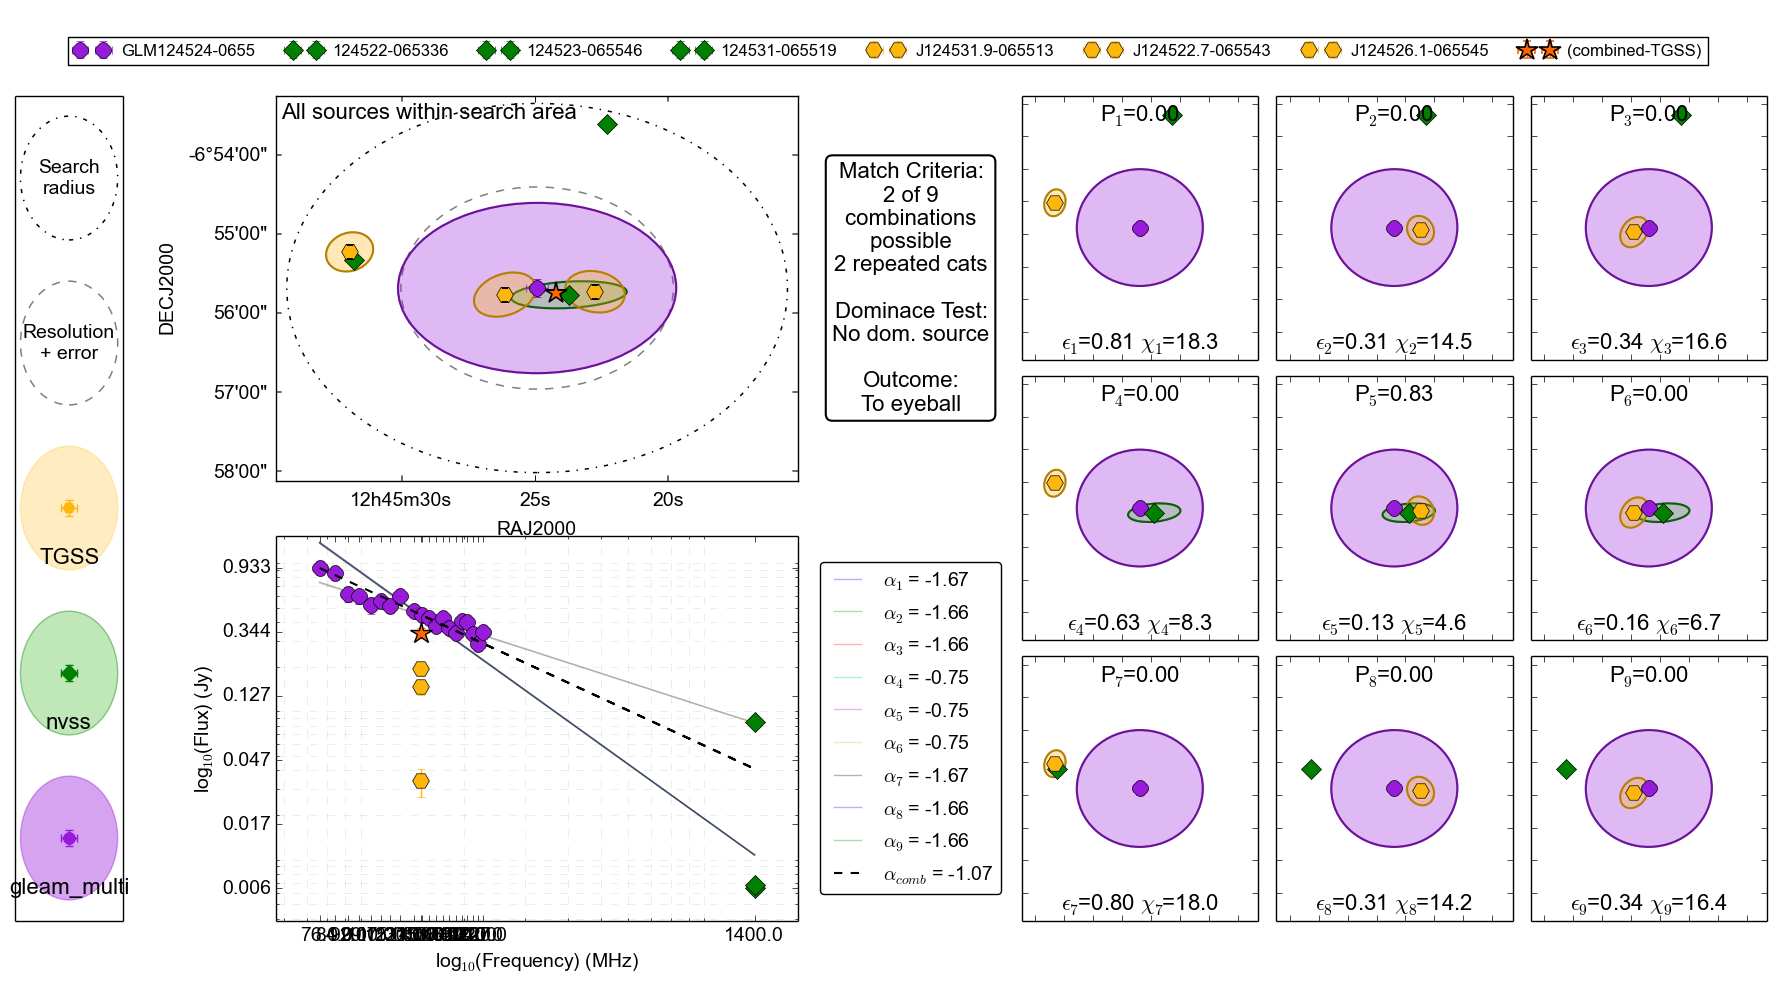 GLM124524-0655 124522-065336 124523-065546 124531-065519 J124531.9-065513 J124522.7-065543 J124526.1-065545 (combined-TGSS)
Search
radius
Resolution
+ error
TGSS
nvss
gleam_multi
All sources within search area
DECJ2000
-6°54'00"
55'00"
56'00"
57'00"
58'00"
12h45m30s 25s 20s
RAJ2000
Match Criteria:
2 of 9
combinations
possible
2 repeated cats
Dominace Test:
No dom. source
Outcome:
To eyeball
log10(Flux) (Jy)
0.933
0.344
0.127
0.047
0.017
0.006
1400.0
log10(Frequency) (MHz)
α1 = -1.67
α2 = -1.66
α3 = -1.66
α4 = -0.75
α5 = -0.75
α6 = -0.75
α7 = -1.67
α8 = -1.66
α9 = -1.66
αcomb = -1.07
P1=0.00 P2=0.00 P3=0.00
ϵ1=0.81 χ1=18.3 ϵ2=0.31 χ2=14.5 ϵ3=0.34 χ3=16.6
P4=0.00 P5=0.83 P6=0.00
ϵ4=0.63 χ4=8.3 ϵ5=0.13 χ5=4.6 ϵ6=0.16 χ6=6.7
P7=0.00 P8=0.00 P9=0.00
ϵ7=0.80 χ7=18.0 ϵ8=0.31 χ8=14.2 ϵ9=0.34 χ9=16.4